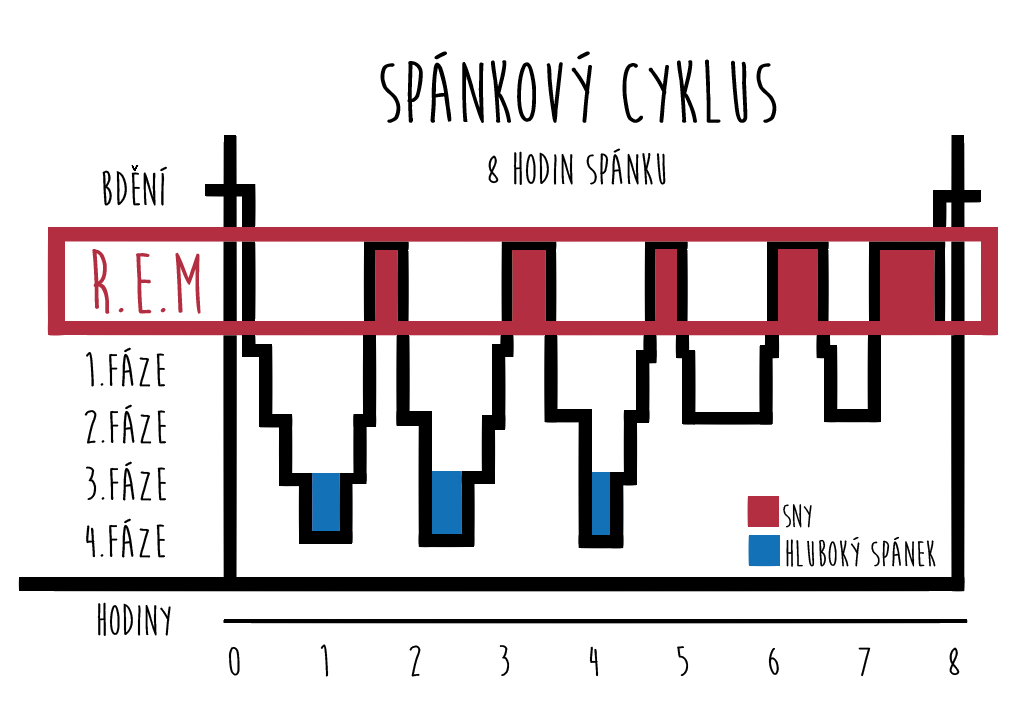 SPÁNKOVÝ CYKLUS
8 HODIN SPÁNKU
BDĚNÍ
R.E.M
1.FÁZE
2.FÁZE
3.FÁZE
4.FÁZE
SNY
HLUBOKÝ SPÁNEK
HODINY
0 1 2 3 4 5 6 7 8